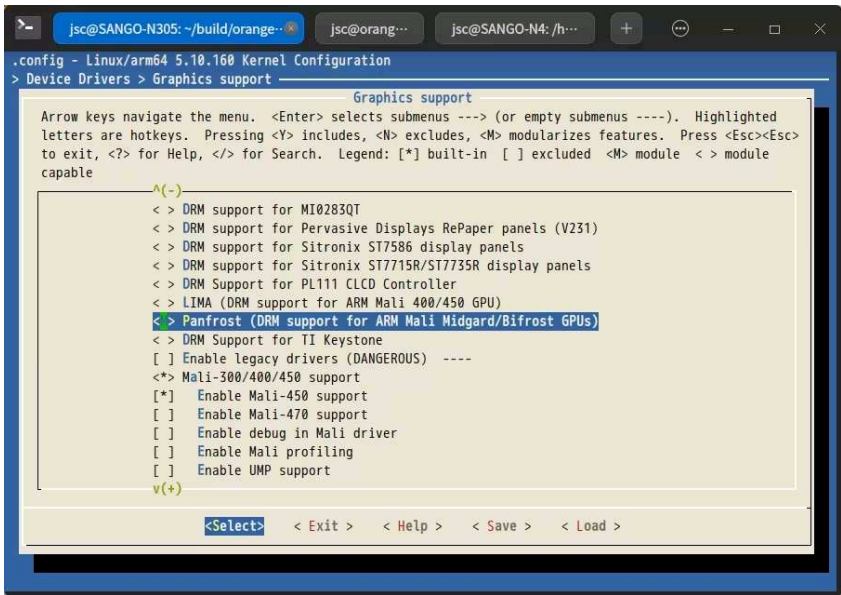 jsc@SANGO-N305: ~/build/orange-· jsc@orang··· jsc@SANGO-N4: /h···
.config - Linux/arm64 5.10.160 Kernel Configuration
> Device Drivers > Graphics support
Graphics support
Arrow keys navigate the menu. <Enter> selects submenus ---> (or empty submenus ----). Highlighted
letters are hotkeys. Pressing <Y> includes, <N> excludes, <M> modularizes features. Press <Esc><Esc>
to exit, <?> for Help, </> for Search. Legend: [*] built-in [ ] excluded <M> module < > module
capable
^(-)
< > DRM support for MI0283QT
< > DRM support for Pervasive Displays RePaper panels (V231)
< > DRM support for Sitronix ST7586 display panels
< > DRM support for Sitronix ST7715R/ST7735R display panels
< > DRM Support for PL111 CLCD Controller
< > LIMA (DRM support for ARM Mali 400/450 GPU)
< > Panfrost (DRM support for ARM Mali Midgard/Bifrost GPUs)
< > DRM Support for TI Keystone
[ ] Enable legacy drivers (DANGEROUS) ----
<*> Mali-300/400/450 support
[*] Enable Mali-450 support
[ ] Enable Mali-470 support
[ ] Enable debug in Mali driver
[ ] Enable Mali profiling
[ ] Enable UMP support
v(+)
<Select> < Exit > < Help > < Save > < Load >